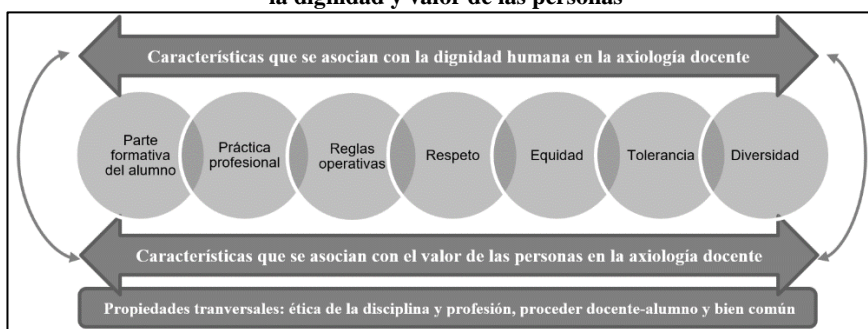 la dignidad y valor de las personas
Características que se asocian con la dignidad humana en la axiología docente
Parte
formativa
del alumno
Práctica
profesional
Reglas
operativas
Respeto
Equidad
Tolerancia
Diversidad
Características que se asocian con el valor de las personas en la axiología docente
Propiedades tranversales: ética de la disciplina y profesión, proceder docente-alumno y bien común